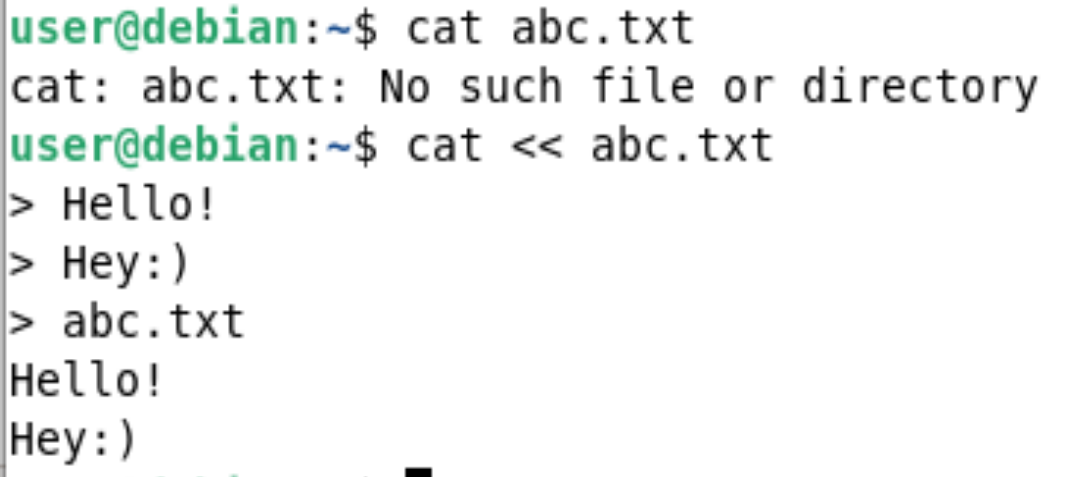 user@debian:~$ cat abc.txt
cat: abc.txt: No such file or directory
user@debian:~$ cat << abc.txt
> Hello!
> Hey:)
> abc.txt
Hello!
Hey:)